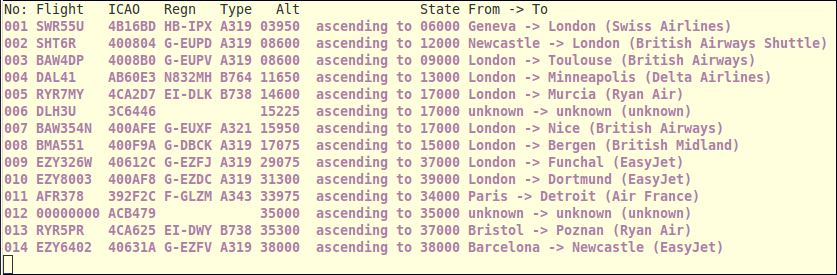 No: Flight   ICAO   Regn   Type  Alt               State From -> To
001 SWR55U   4B16BD HB-IPX A319 03950  ascending to 06000 Geneva -> London (Swiss Airlines)
002 SHT6R    400804 G-EUPD A319 08600  ascending to 12000 Newcastle -> London (British Airways Shuttle)
003 BAW4DP   4008B0 G-EUPV A319 08600  ascending to 09000 London -> Toulouse (British Airways)
004 DAL41    AB60E3 N832MH B764 11650  ascending to 13000 London -> Minneapolis (Delta Airlines)
005 RYR7MY   4CA2D7 EI-DLK B738 14600  ascending to 17000 London -> Murcia (Ryan Air)
006 DLH3U    3C6446             15225  ascending to 17000 unknown -> unknown (unknown)
007 BAW354N  400AFE G-EUXF A321 15950  ascending to 17000 London -> Nice (British Airways)
008 BMA551   400F9A G-DBCK A319 17075  ascending to 15000 London -> Bergen (British Midland)
009 EZY326W  40612C G-EZFJ A319 29075  ascending to 37000 London -> Funchal (EasyJet)
010 EZY8003  400AF8 G-EZDC A319 31300  ascending to 39000 London -> Dortmund (EasyJet)
011 AFR378   392F2C F-GLZM A343 33975  ascending to 34000 Paris -> Detroit (Air France)
012 00000000 ACB479             35000  ascending to 35000 unknown -> unknown (unknown)
013 RYR5PR   4CA625 EI-DWY B738 35300  ascending to 37000 Bristol -> Poznan (Ryan Air)
014 EZY6402  40631A G-EZFV A319 38000  ascending to 38000 Barcelona -> Newcastle (EasyJet)